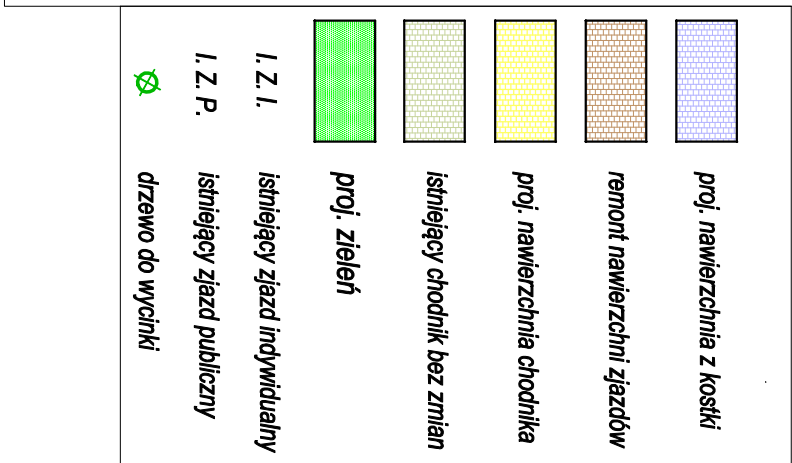 proj. nawierzchnia z kostki
remont nawierzchni zjazdów
proj. nawierzchnia chodnika
istniejący chodnik bez zmian
proj. zieleń
I. Z. I. istniejący zjazd indywidualny
I. Z. P. istniejący zjazd publiczny
drzewo do wycinki